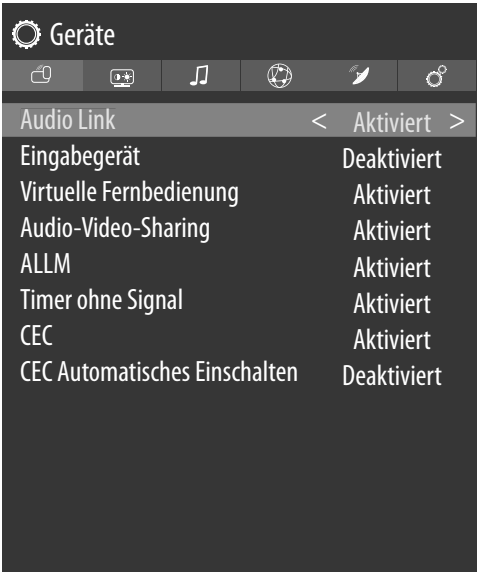 Geräte
Audio Link < Aktiviert >
Eingabegerät Deaktiviert
Virtuelle Fernbedienung Aktiviert
Audio-Video-Sharing Aktiviert
ALLM Aktiviert
Timer ohne Signal Aktiviert
CEC Aktiviert
CEC Automatisches Einschalten Deaktiviert